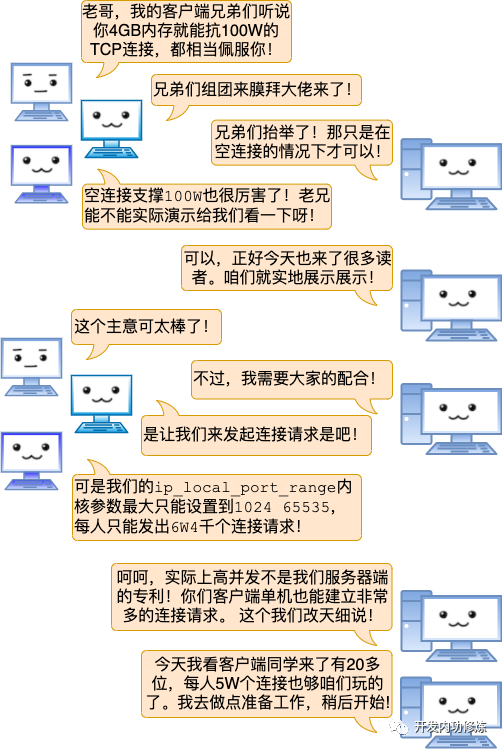 老哥，我的客户端兄弟们听说
你4GB内存就能抗100W的
TCP连接，都相当佩服你！
兄弟们组团来膜拜大佬来了！
兄弟们抬举了！那只是在
空连接的情况下才可以！
空连接支撑100W也很厉害了！老兄
能不能实际演示给我们看一下呀！
可以，正好今天也来了很多读
者。咱们就实地展示展示！
这个主意可太棒了！
不过，我需要大家的配合！
是让我们来发起连接请求是吧！
可是我们的ip_local_port_range内
核参数最大只能设置到1024 65535，
每人只能发出6W4千个连接请求！
呵呵，实际上高并发不是我们服务器端
的专利！你们客户端单机也能建立非常
多的连接请求。 这个我们改天细说！
今天我看客户端同学来了有20多
位，每人5W个连接也够咱们玩的
了。我去做点准备工作，稍后开始!
开发内功修炼